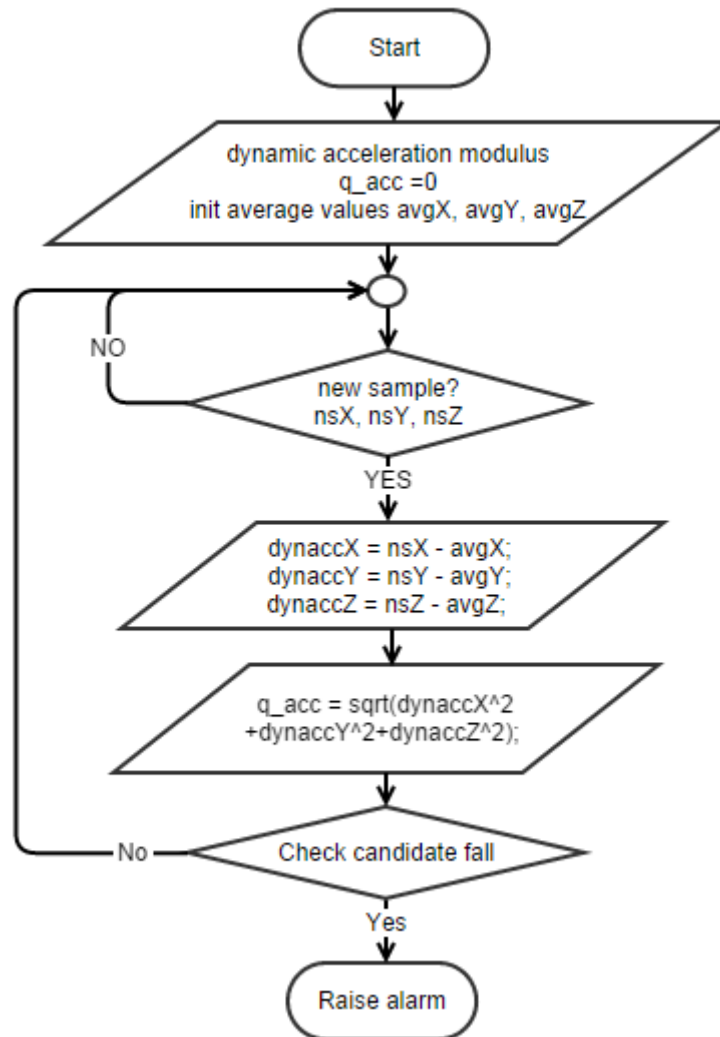 Start
dynamic acceleration modulus
q_acc =0
init average values avgX, avgY, avgZ
NO
new sample?
nsX, nsY, nsZ
YES
dynaccX = nsX - avgX;
dynaccY = nsY - avgY;
dynaccZ = nsZ - avgZ;
q_acc = sqrt(dynaccX^2
+dynaccY^2+dynaccZ^2);
No
Check candidate fall
Yes
Raise alarm